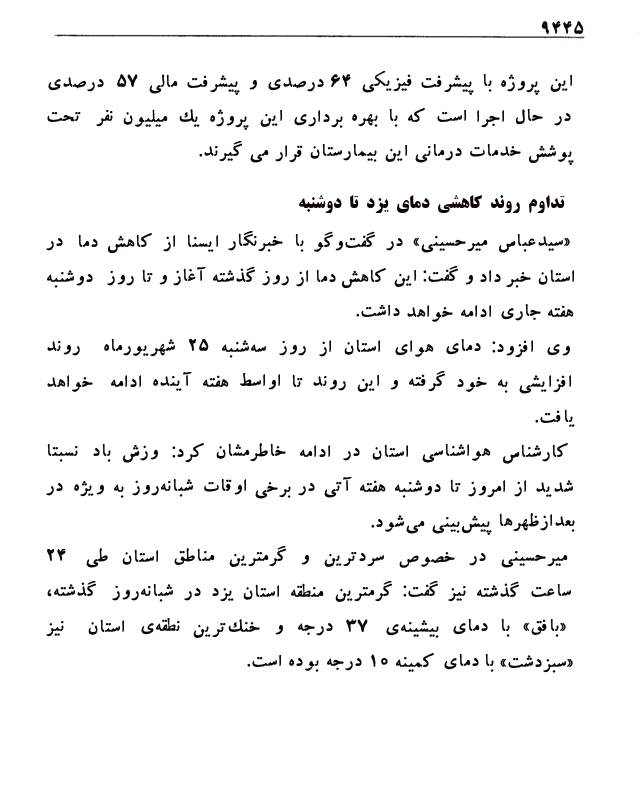 ۹۴۴۵
این پروژه با پیشرفت فیزیکی ۶۴ درصدی و پیشرفت مالی ۵۷ درصدی
در حال اجرا است که با بهره برداری این پروژه یك میلیون نفر تحت
پوشش خدمات درمانی این بیمارستان قرار می گیرند.
تداوم روند کاهشی دمای یزد تا دوشنبه
«سیدعباس میرحسینی» در گفت‌وگو با خبرنگار ایسنا از کاهش دما در
استان خبر داد و گفت: این کاهش دما از روز گذشته آغاز و تا روز دوشنبه
هفته جاری ادامه خواهد داشت.
وی افزود: دمای هوای استان از روز سه‌شنبه ۲۵ شهریورماه روند
افزایشی به خود گرفته و این روند تا اواسط هفته آینده ادامه خواهد
یافت.
کارشناس هواشناسی استان در ادامه خاطرمشان کرد: وزش باد نسبتا
شدید از امروز تا دوشنبه هفته آتی در برخی اوقات شبانه‌روز به ویژه در
بعدازظهرها پیش‌بینی می‌شود.
میرحسینی در خصوص سردترین و گرمترین مناطق استان طی ۲۴
ساعت گذشته نیز گفت: گرمترین منطقه استان یزد در شبانه‌روز گذشته،
«بافق» با دمای بیشینه‌ی ۳۷ درجه و خنك‌ترین نطقه‌ی استان نیز
«سبزدشت» با دمای کمینه ۱۰ درجه بوده است.